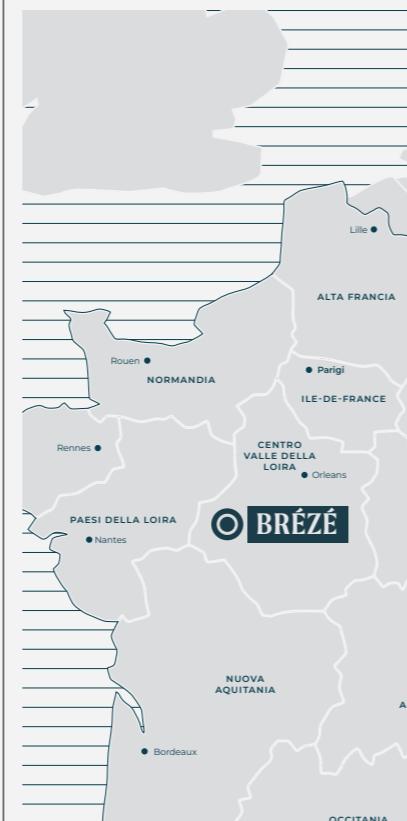 Lille
ALTA FRANCIA
Rouen
NORMANDIA
Parigi
ILE-DE-FRANCE
Rennes
CENTRO
VALLE DELLA
LOIRA
Orleans
PAESI DELLA LOIRA
BRÉZÉ
Nantes
NUOVA
AQUITANIA
A
Bordeaux
OCCITANIA